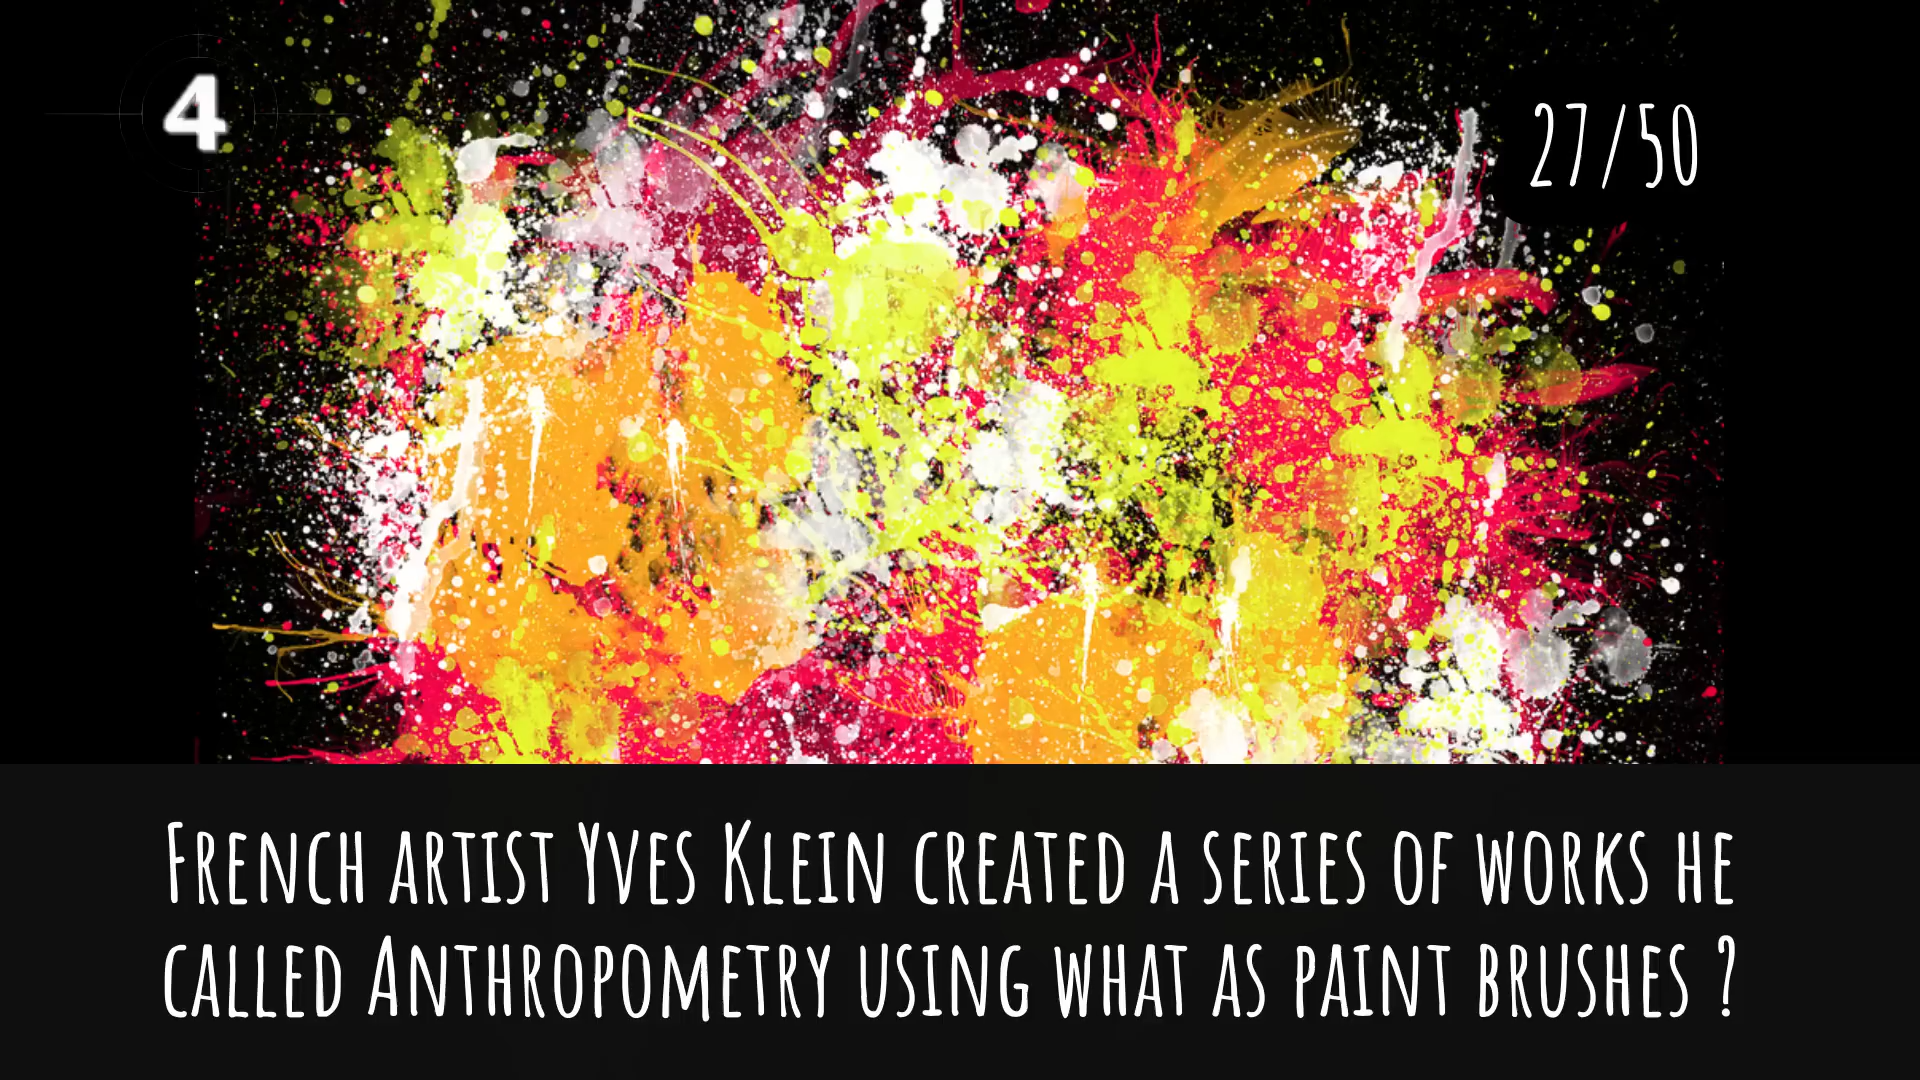 4
27/50
French artist Yves Klein created a series of works he
called Anthropometry using what as paint brushes ?